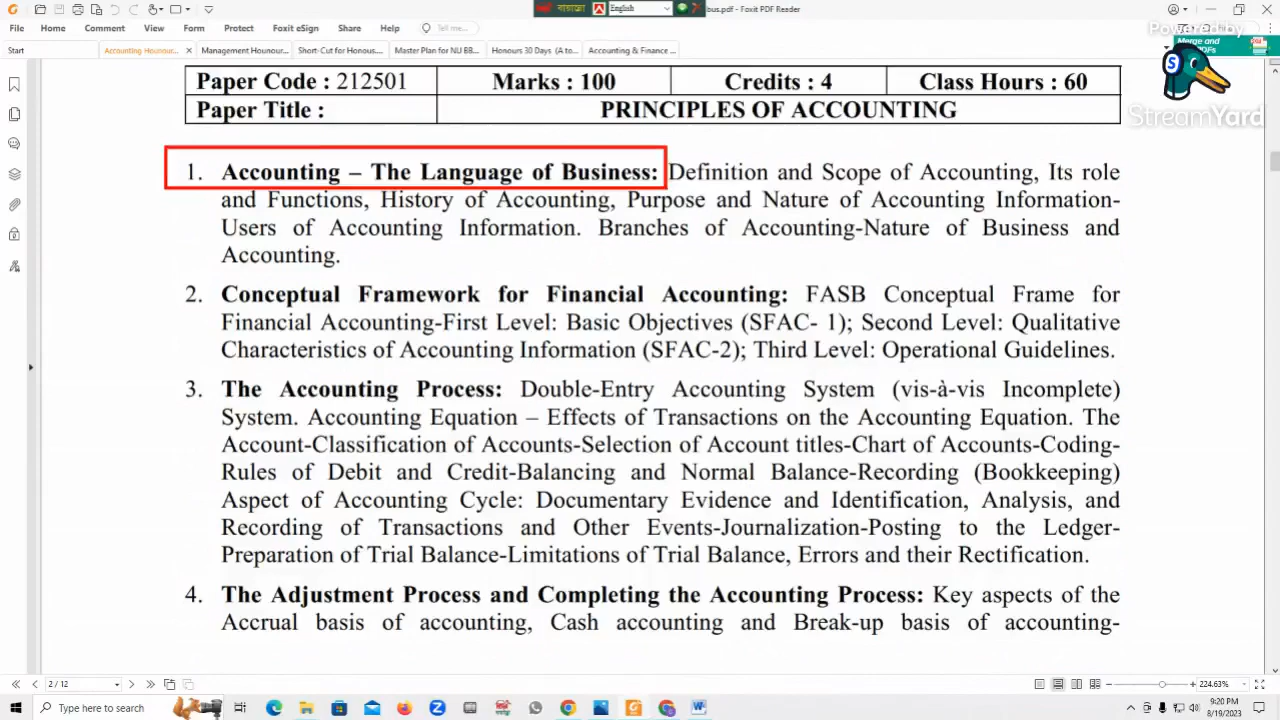 বায়ান্নো
English
bus.pdf - Foxit PDF Reader
File Home Comment View Form Protect Foxit eSign Share Help Tell me...
Powered by
Merge and
DFs
Start Accounting Hounour... Management Hounour... Short-Cut for Honous... Master Plan for NU BB... Honours 30 Days (A to... Accounting & Finance ...
StreamYard
Paper Code : 212501 Marks : 100 Credits : 4 Class Hours : 60
Paper Title : PRINCIPLES OF ACCOUNTING
1. Accounting – The Language of Business: Definition and Scope of Accounting, Its role
and Functions, History of Accounting, Purpose and Nature of Accounting Information-
Users of Accounting Information. Branches of Accounting-Nature of Business and
Accounting.
2. Conceptual Framework for Financial Accounting: FASB Conceptual Frame for
Financial Accounting-First Level: Basic Objectives (SFAC- 1); Second Level: Qualitative
Characteristics of Accounting Information (SFAC-2); Third Level: Operational Guidelines.
3. The Accounting Process: Double-Entry Accounting System (vis-à-vis Incomplete)
System. Accounting Equation – Effects of Transactions on the Accounting Equation. The
Account-Classification of Accounts-Selection of Account titles-Chart of Accounts-Coding-
Rules of Debit and Credit-Balancing and Normal Balance-Recording (Bookkeeping)
Aspect of Accounting Cycle: Documentary Evidence and Identification, Analysis, and
Recording of Transactions and Other Events-Journalization-Posting to the Ledger-
Preparation of Trial Balance-Limitations of Trial Balance, Errors and their Rectification.
4. The Adjustment Process and Completing the Accounting Process: Key aspects of the
Accrual basis of accounting, Cash accounting and Break-up basis of accounting-
2 / 12
224.63%
Type here to search
9:20 PM
8/19/2023